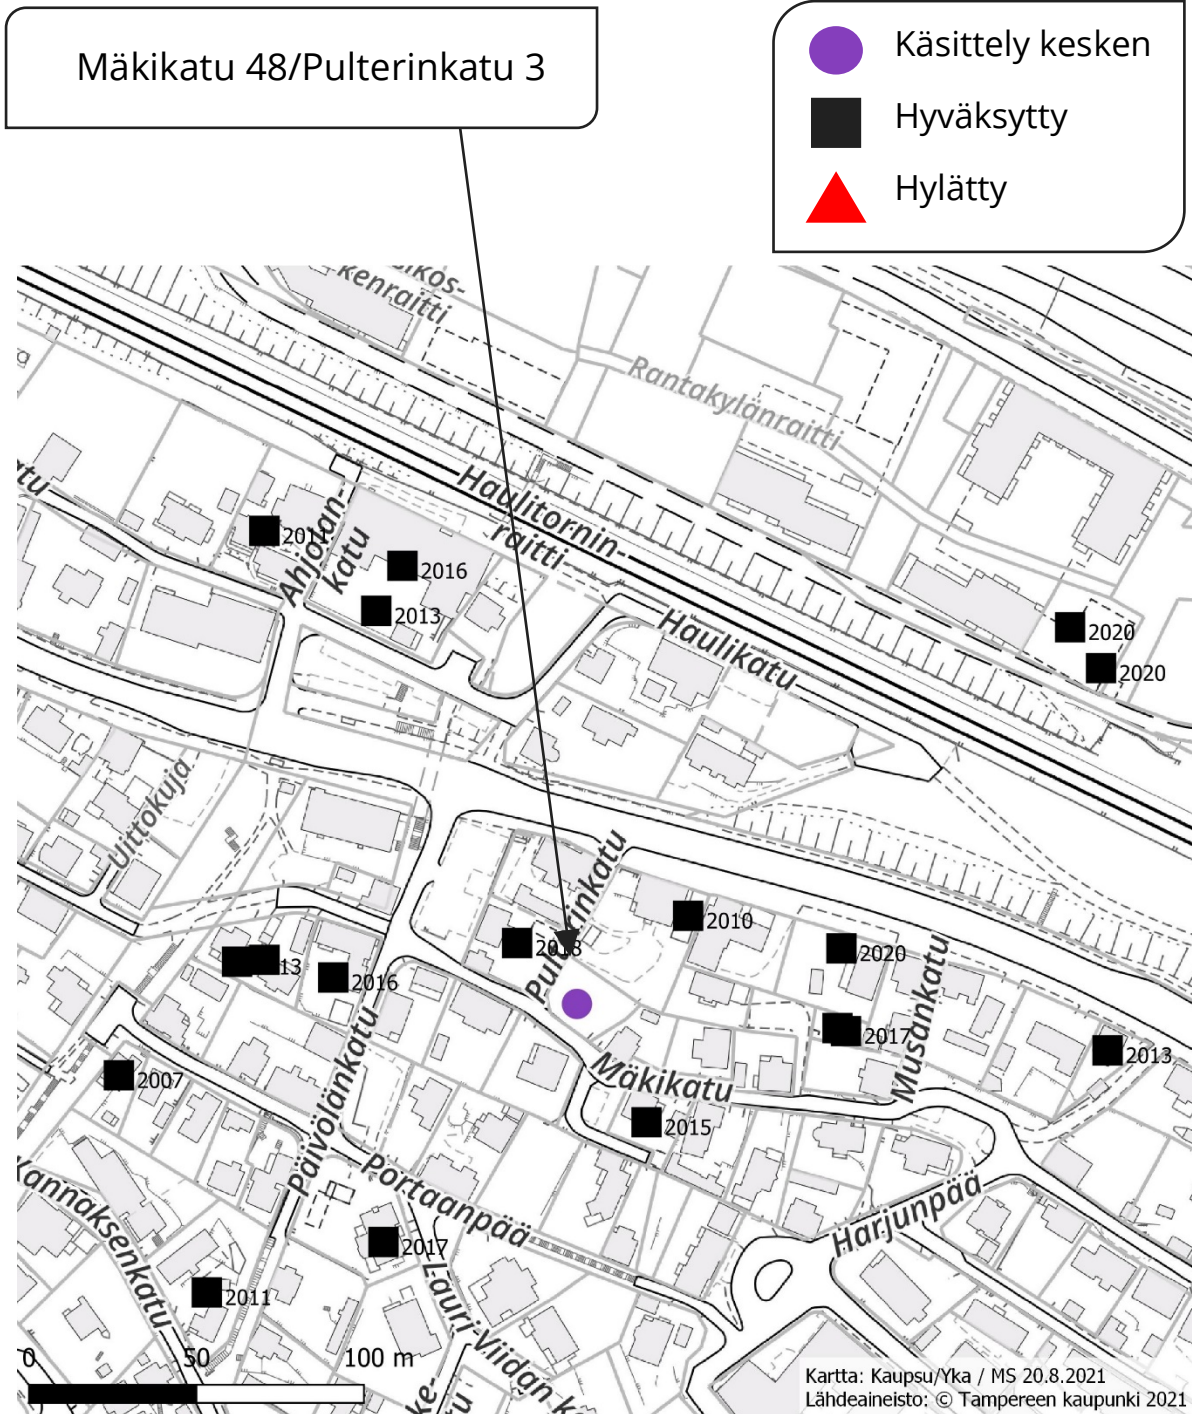 Mäkikatu 48/Pulterinkatu 3
Käsittely kesken
Hyväksytty
Hylätty
kenraitti
Rantakylänraitti
Haulitornin-
raitti
Ahjolan-
katu
2011
2016
2013
Haulikatu
2020
2020
Uittokuja
Pulterinkatu
2010
2018
2020
13
2016
Musankatu
2017
2013
2007
Mäkikatu
2015
Päivölänkatu
Portaanpää
Harjunpää
Kannaksenkatu
2017
2011
Lauri Viidan
0 50 100 m
Kartta: Kaupsu/Yka / MS 20.8.2021
Lähdeaineisto: © Tampereen kaupunki 2021